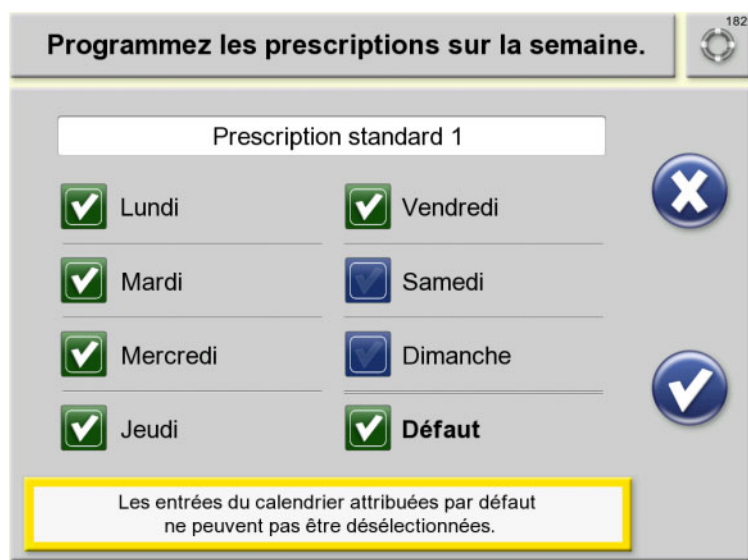 Programmez les prescriptions sur la semaine.
182
Prescription standard 1
Lundi
Mardi
Mercredi
Jeudi
Vendredi
Samedi
Dimanche
Défaut
Les entrées du calendrier attribuées par défaut
ne peuvent pas être désélectionnées.